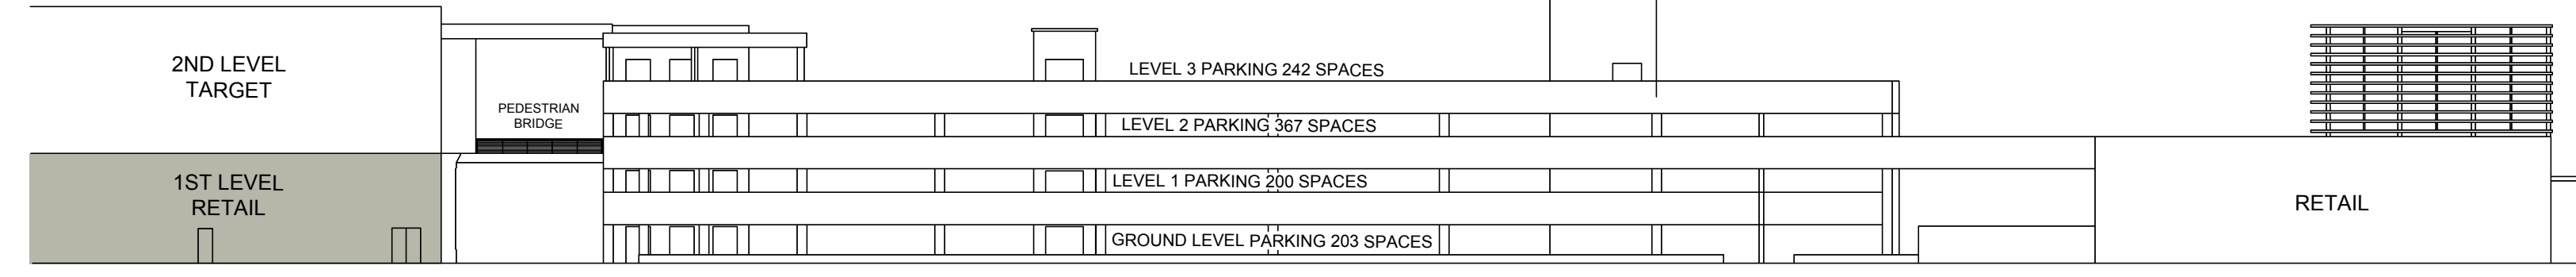 2ND LEVEL
TARGET
PEDESTRIAN
BRIDGE
1ST LEVEL
RETAIL
LEVEL 3 PARKING 242 SPACES
LEVEL 2 PARKING 367 SPACES
LEVEL 1 PARKING 200 SPACES
GROUND LEVEL PARKING 203 SPACES
RETAIL